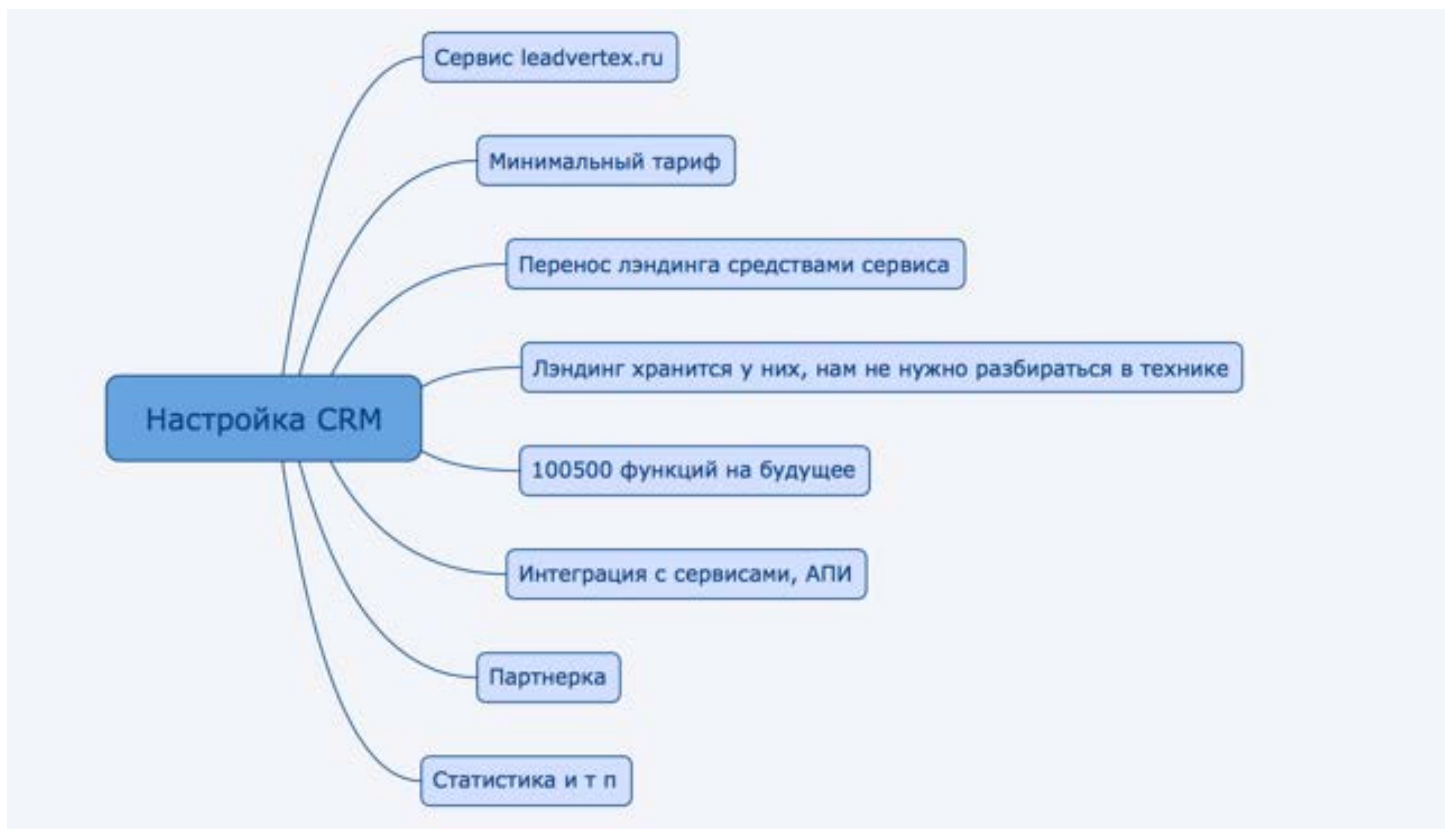 Сервис leadvertex.ru
Минимальный тариф
Перенос лэндинга средствами сервиса
Лэндинг хранится у них, нам не нужно разбираться в технике
Настройка CRM
100500 функций на будущее
Интеграция с сервисами, АПИ
Партнерка
Статистика и т п